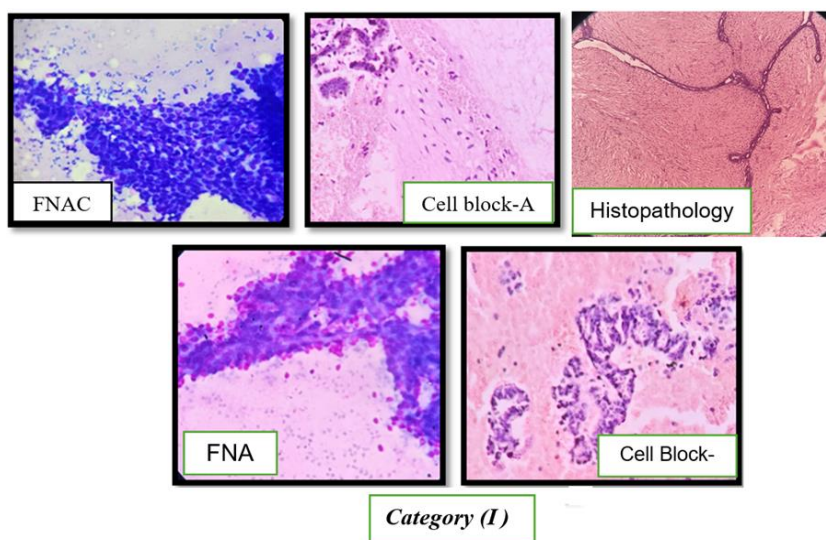 FNAC
Cell block-A
Histopathology
FNA
Cell Block-
Category (I)